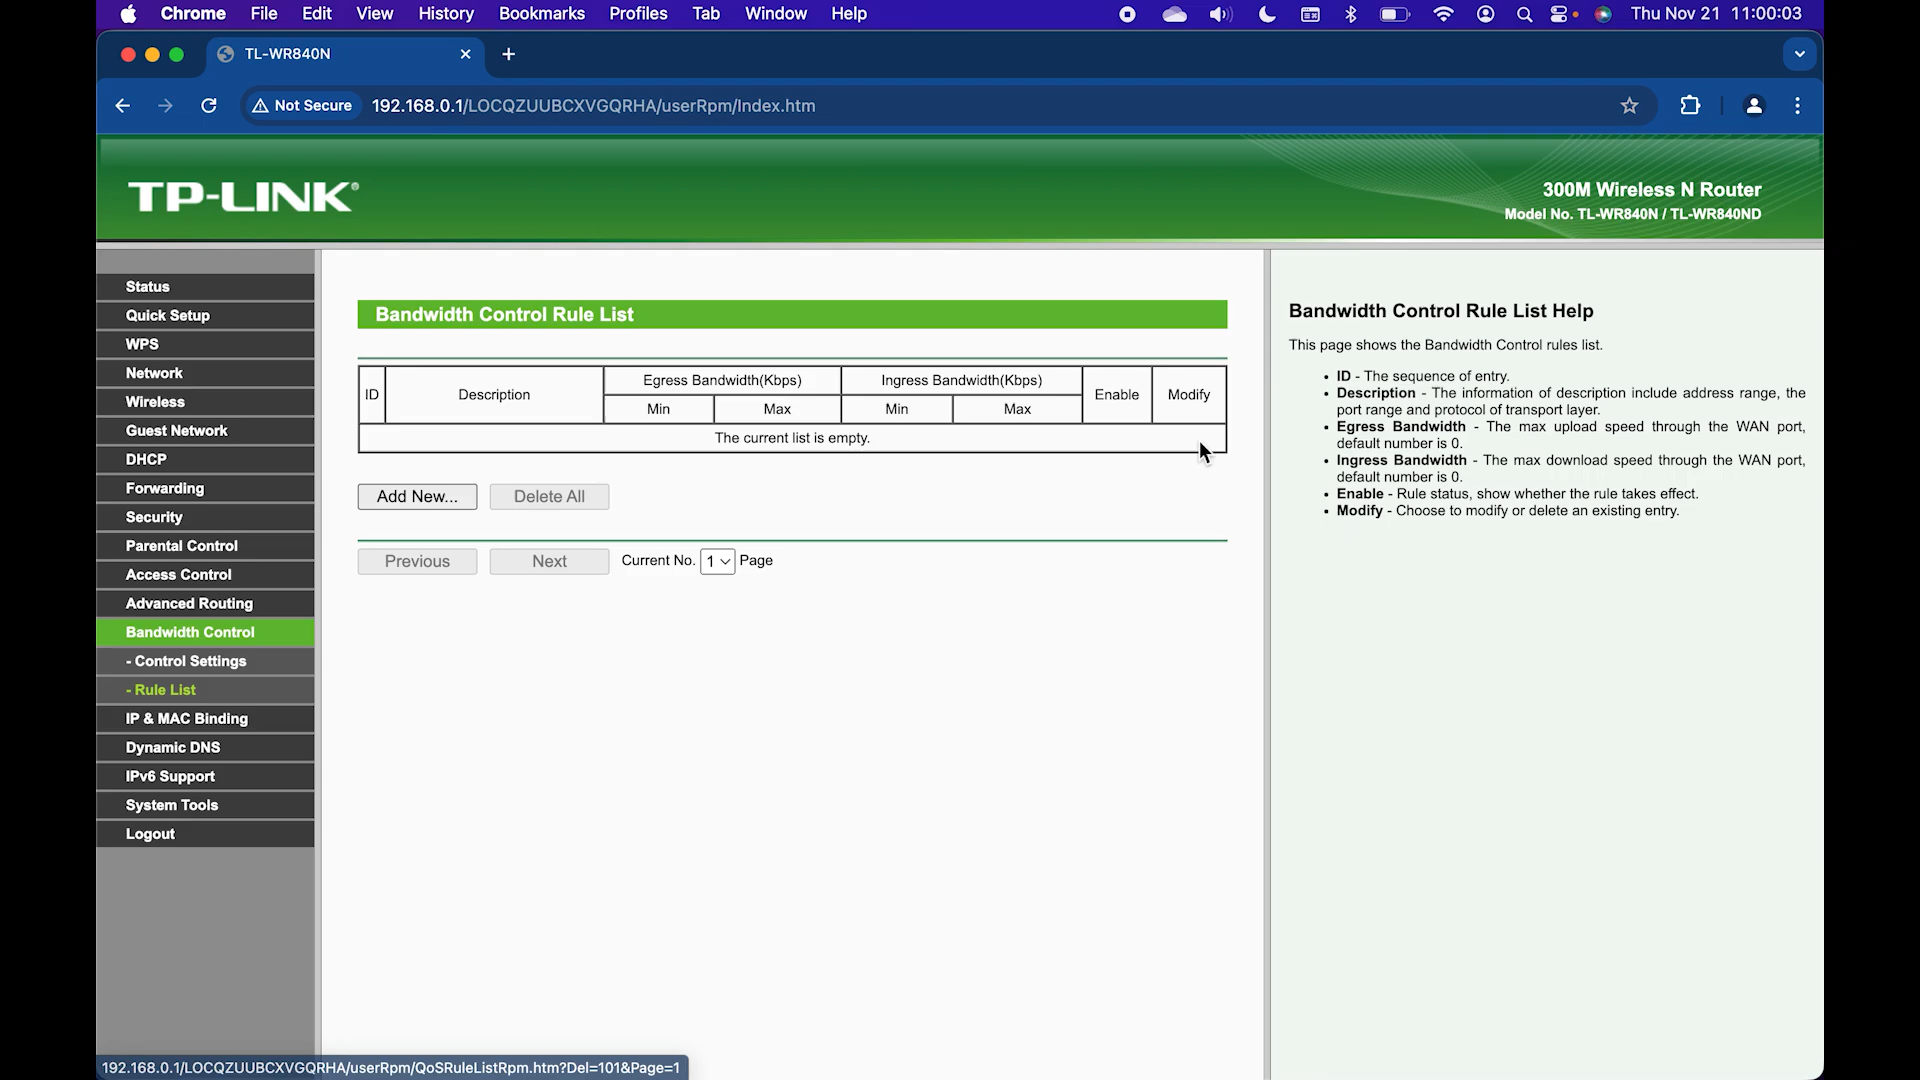 Chrome File Edit View History Bookmarks Profiles Tab Window Help Thu Nov 21 11:00:03
TL-WR840N
Not Secure 192.168.0.1/LOCQZUUBCXVGQRHA/userRpm/Index.htm
TP-LINK®
300M Wireless N Router
Model No. TL-WR840N / TL-WR840ND
Status
Quick Setup
WPS
Network
Wireless
Guest Network
DHCP
Forwarding
Security
Parental Control
Access Control
Advanced Routing
Bandwidth Control
- Control Settings
- Rule List
IP & MAC Binding
Dynamic DNS
IPv6 Support
System Tools
Logout
Bandwidth Control Rule List
ID Description Egress Bandwidth(Kbps) Ingress Bandwidth(Kbps) Enable Modify
Min Max Min Max
The current list is empty.
Add New... Delete All
Previous Next Current No. 1 Page
Bandwidth Control Rule List Help
This page shows the Bandwidth Control rules list.
• ID - The sequence of entry.
• Description - The information of description include address range, the
port range and protocol of transport layer.
• Egress Bandwidth - The max upload speed through the WAN port,
default number is 0.
• Ingress Bandwidth - The max download speed through the WAN port,
default number is 0.
• Enable - Rule status, show whether the rule takes effect.
• Modify - Choose to modify or delete an existing entry.
192.168.0.1/LOCQZUUBCXVGQRHA/userRpm/QoSRuleListRpm.htm?Del=101&Page=1